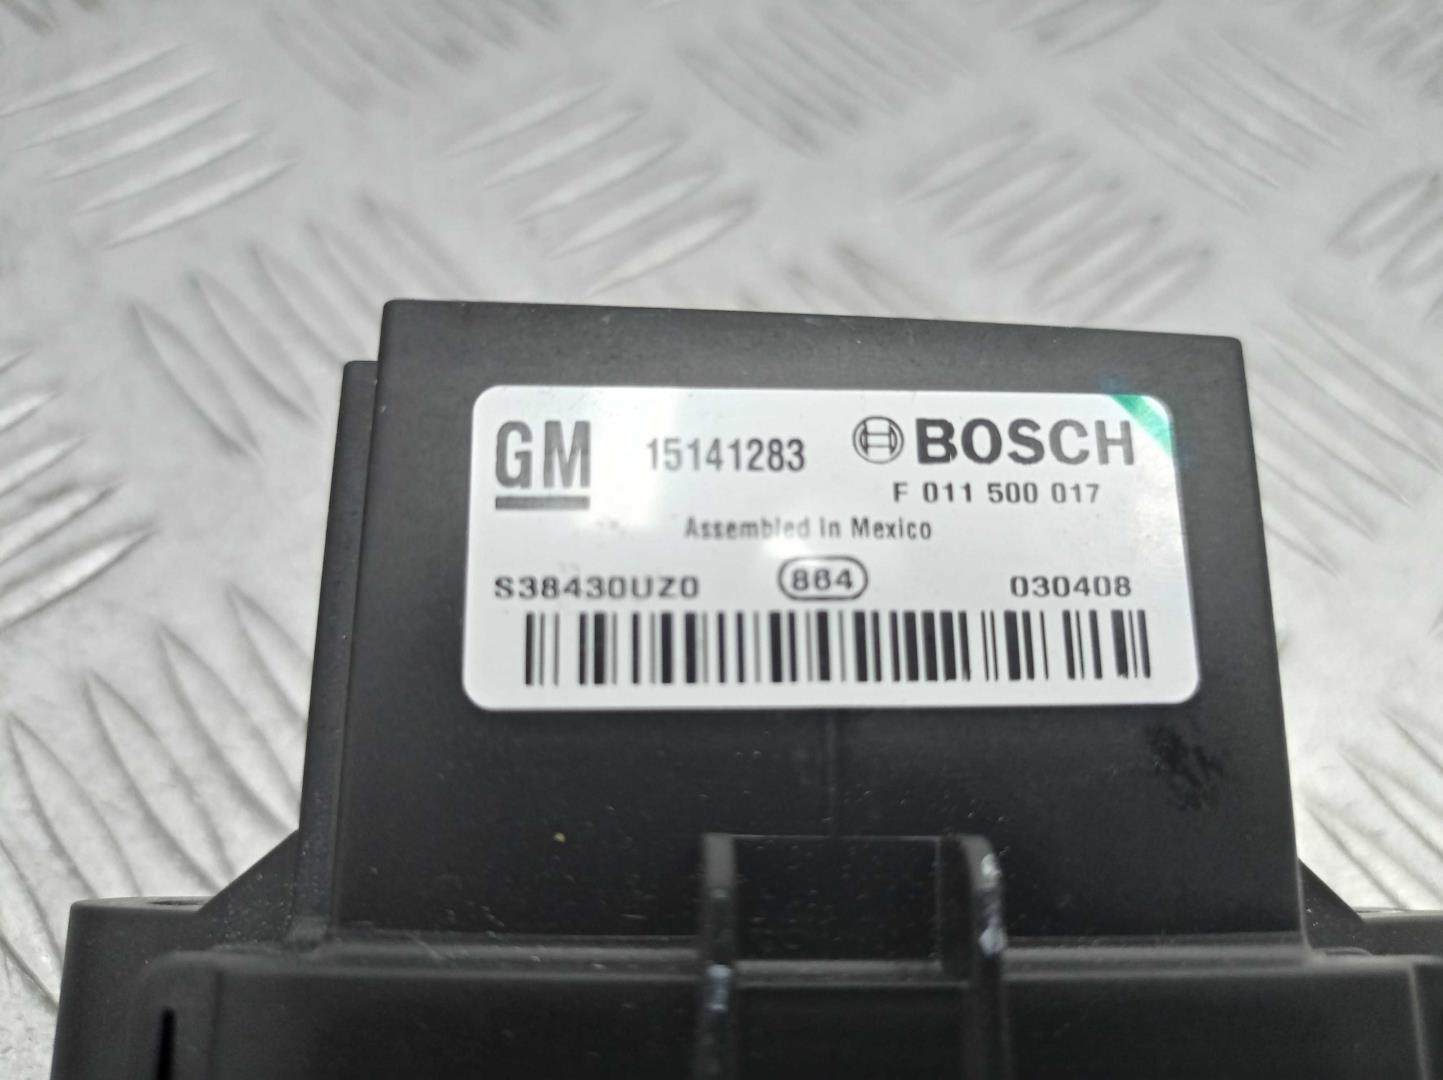 GM 15141283 BOSCH
F 011 500 017
Assembled in Mexico
S38430UZ0 864 030408